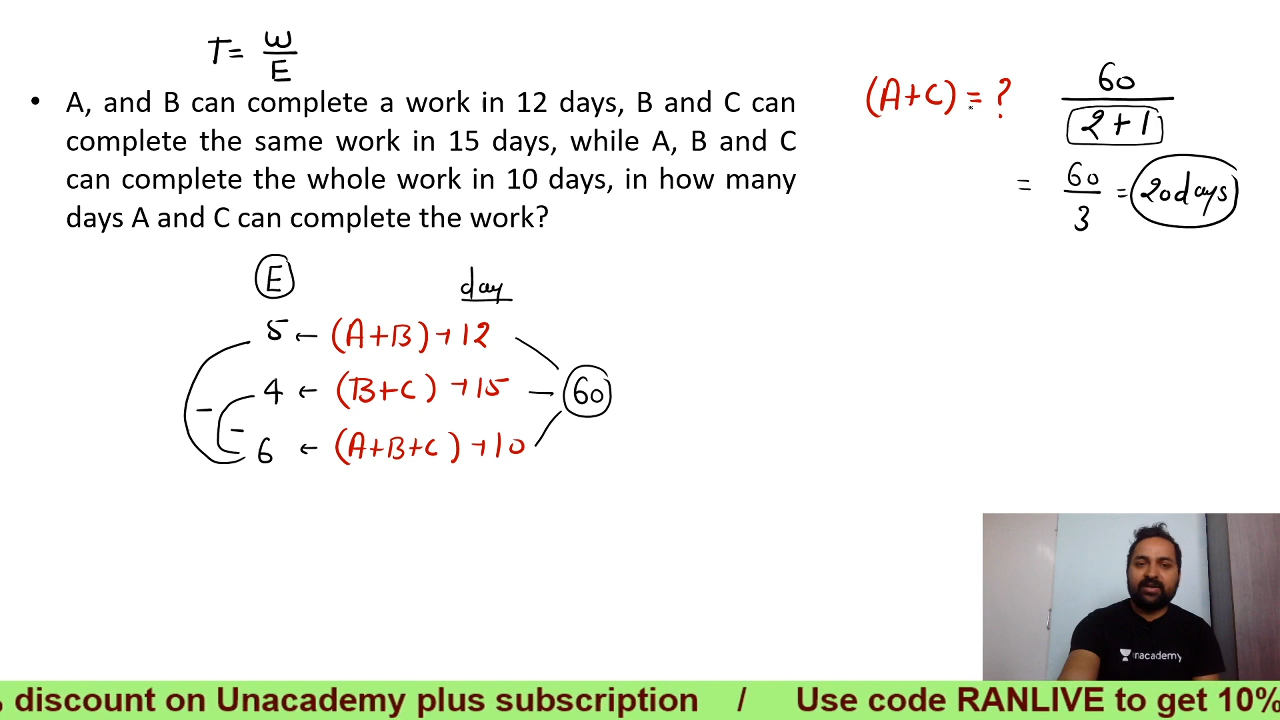 T= W/E
• A, and B can complete a work in 12 days, B and C can
complete the same work in 15 days, while A, B and C
can complete the whole work in 10 days, in how many
days A and C can complete the work?
(A+C) = ? 60/(2+1)
= 60/3 = 20days
E day
5 ← (A+B) → 12
4 ← (B+C) → 15 60
6 ← (A+B+C) → 10
-
-
unacademy
discount on Unacademy plus subscription / Use code RANLIVE to get 10%